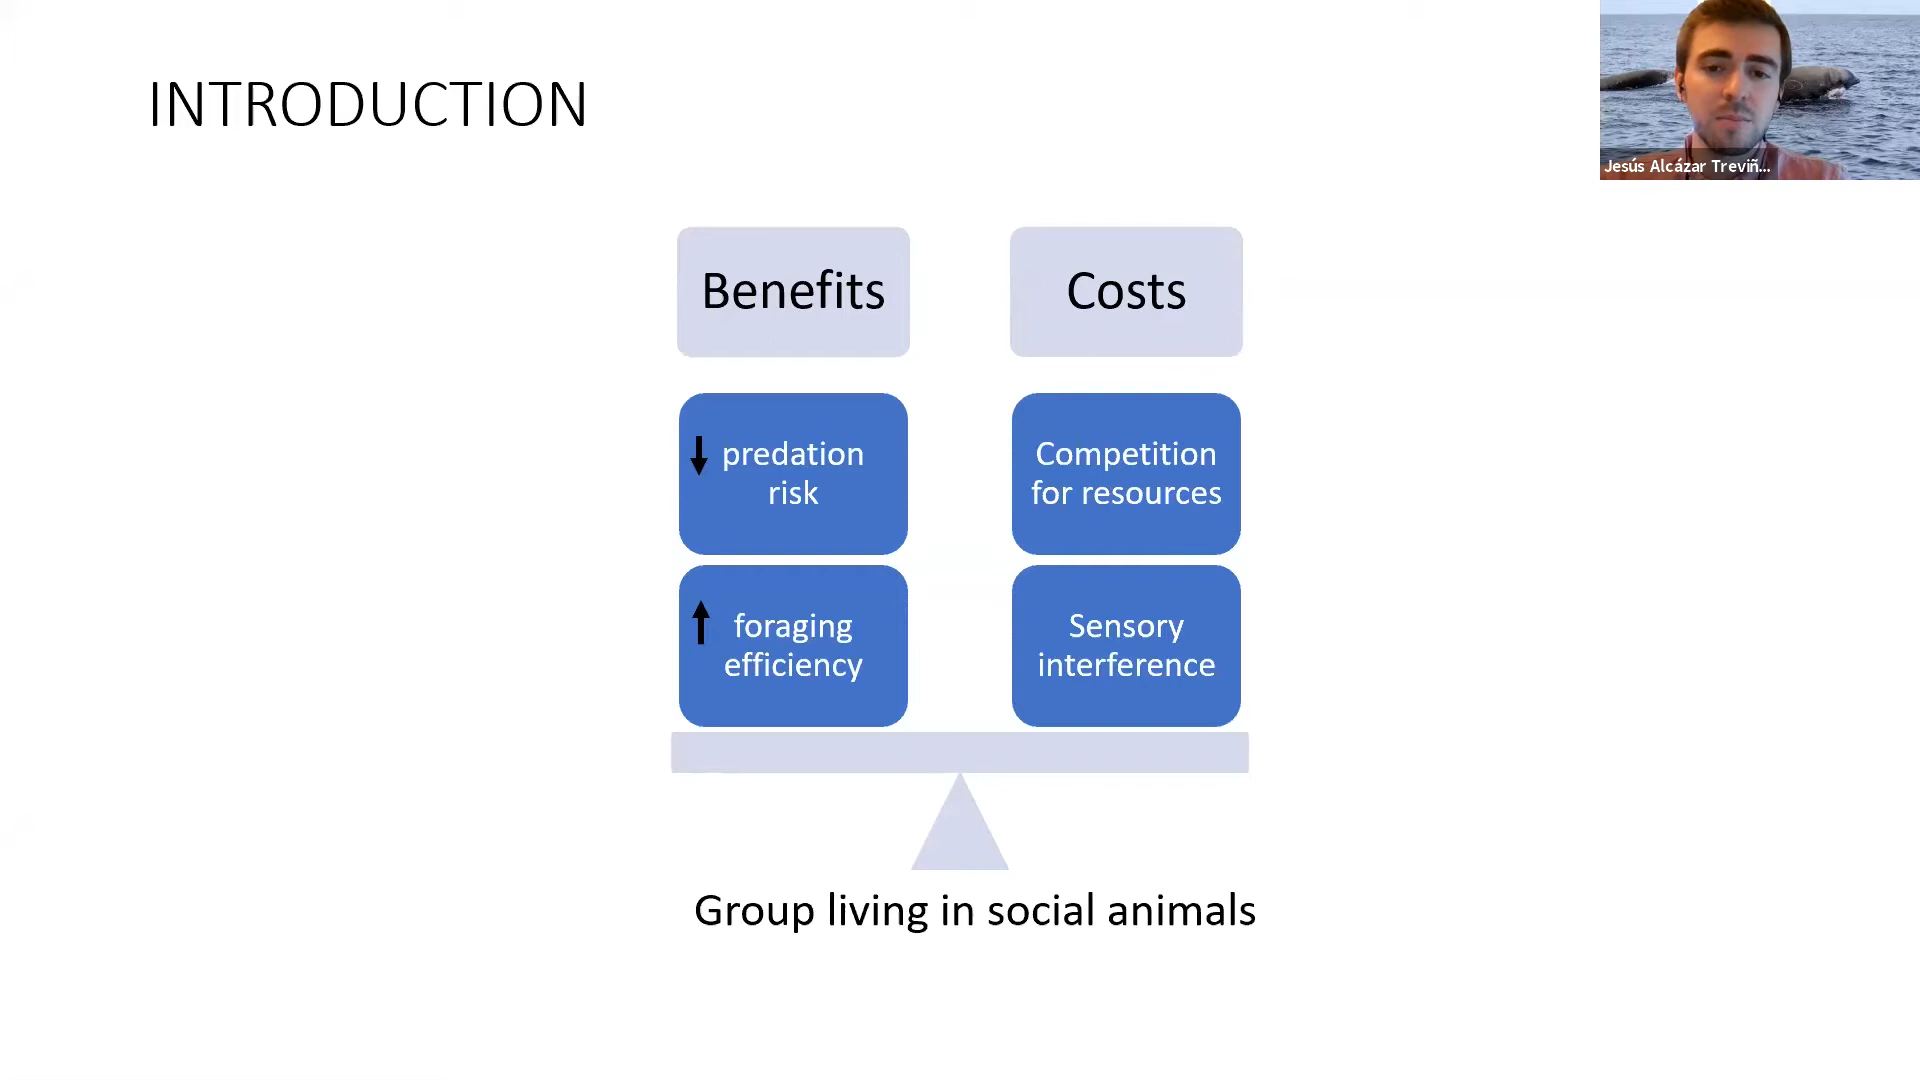 INTRODUCTION
Jesús Alcázar Treviñ...
Benefits
Costs
predation
risk
Competition
for resources
foraging
efficiency
Sensory
interference
Group living in social animals